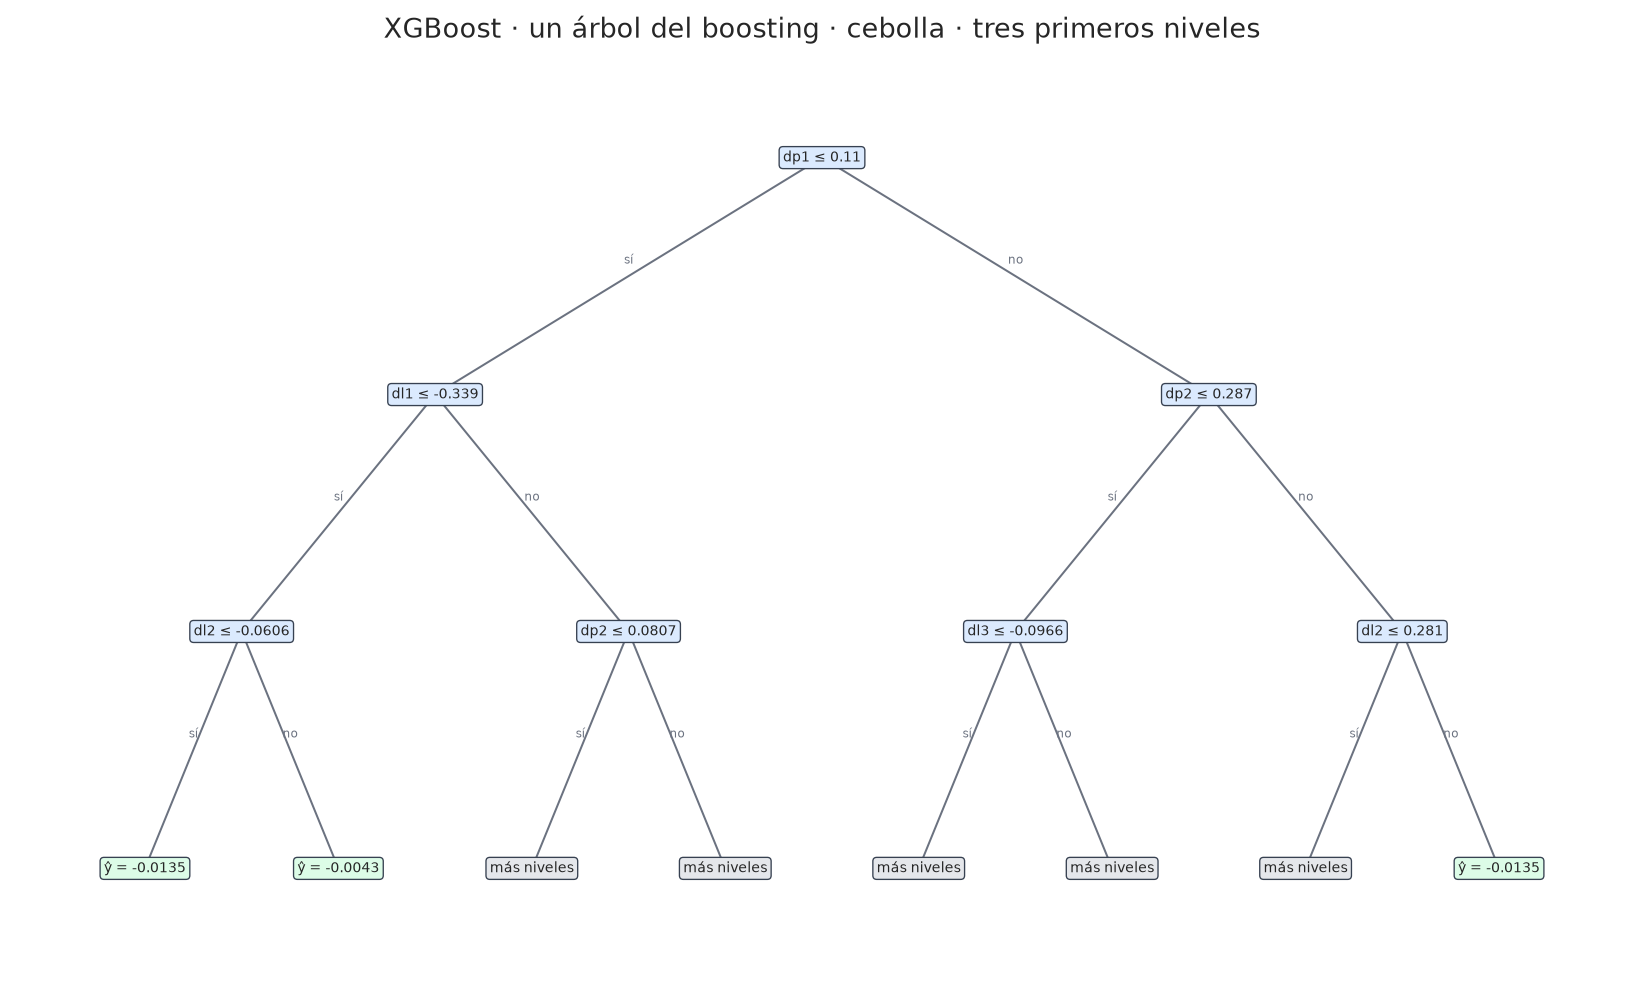 XGBoost · un árbol del boosting · cebolla · tres primeros niveles
dp1 ≤ 0.11
sí
no
dl1 ≤ -0.339
dp2 ≤ 0.287
sí
no
sí
no
dl2 ≤ -0.0606
dp2 ≤ 0.0807
dl3 ≤ -0.0966
dl2 ≤ 0.281
sí
no
sí
no
sí
no
sí
no
ŷ = -0.0135
ŷ = -0.0043
más niveles
más niveles
más niveles
más niveles
más niveles
ŷ = -0.0135